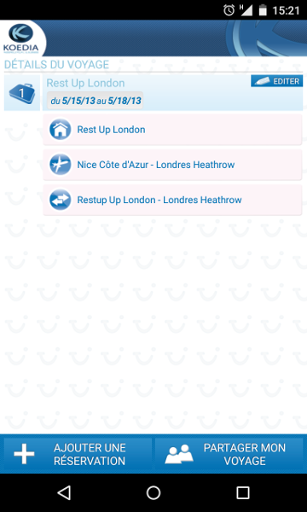 15:21
KOEDIA
DÉTAILS DU VOYAGE
1
Rest Up London
EDITER
du 5/15/13 au 5/18/13
Rest Up London
Nice Côte d'Azur - Londres Heathrow
Restup London - Londres Heathrow
AJOUTER UNE
RÉSERVATION
PARTAGER MON
VOYAGE